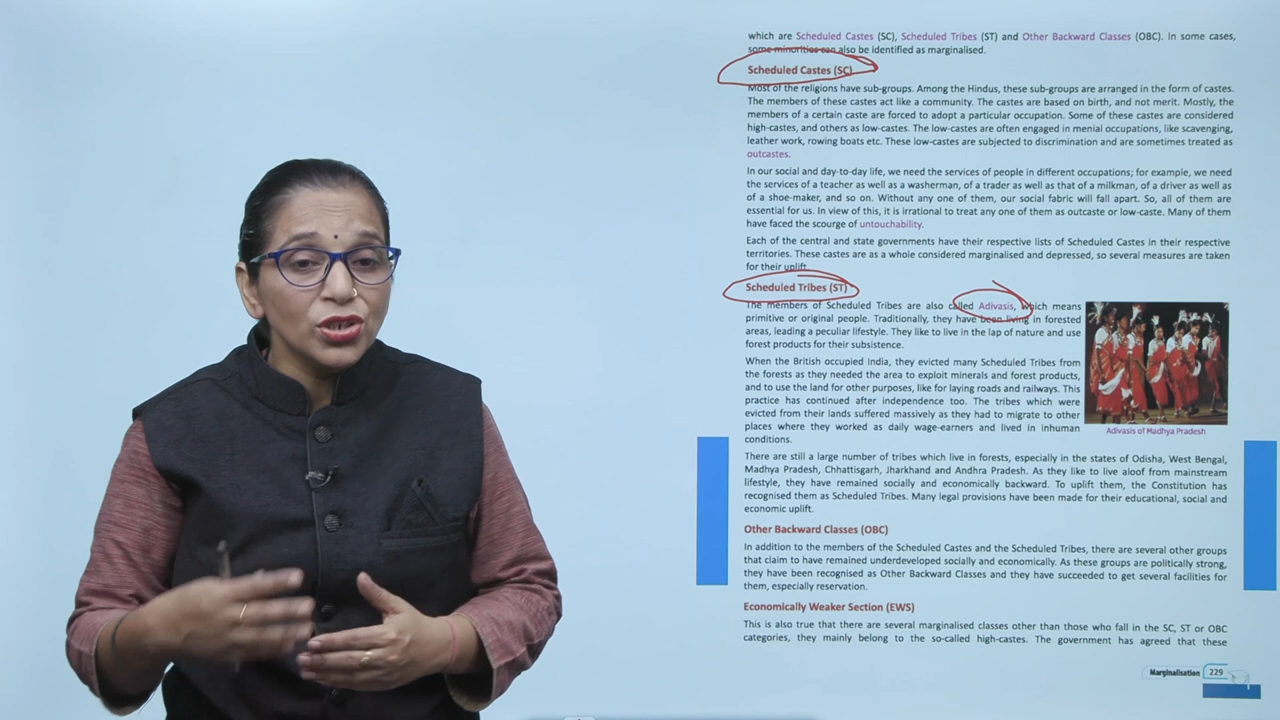 which are Scheduled Castes (SC), Scheduled Tribes (ST) and Other Backward Classes (OBC). In some cases,
some minorities can also be identified as marginalised.
Scheduled Castes (SC)
Most of the religions have sub-groups. Among the Hindus, these sub-groups are arranged in the form of castes.
The members of these castes act like a community. The castes are based on birth, and not merit. Mostly, the
members of a certain caste are forced to adopt a particular occupation. Some of these castes are considered
high-castes, and others as low-castes. The low-castes are often engaged in menial occupations, like scavenging,
leather work, rowing boats etc. These low-castes are subjected to discrimination and are sometimes treated as
outcastes.
In our social and day-to-day life, we need the services of people in different occupations; for example, we need
the services of a teacher as well as a washerman, of a trader as well as that of a milkman, of a driver as well as
of a shoe-maker, and so on. Without any one of them, our social fabric will fall apart. So, all of them are
essential for us. In view of this, it is irrational to treat any one of them as outcaste or low-caste. Many of them
have faced the scourge of untouchability.
Each of the central and state governments have their respective lists of Scheduled Castes in their respective
territories. These castes are as a whole considered marginalised and depressed, so several measures are taken
for their uplift.
Scheduled Tribes (ST)
The members of Scheduled Tribes are also called Adivasis, which means
primitive or original people. Traditionally, they have been living in forested
areas, leading a peculiar lifestyle. They like to live in the lap of nature and use
forest products for their subsistence.
When the British occupied India, they evicted many Scheduled Tribes from
the forests as they needed the area to exploit minerals and forest products,
and to use the land for other purposes, like for laying roads and railways. This
practice has continued after independence too. The tribes which were
evicted from their lands suffered massively as they had to migrate to other
places where they worked as daily wage-earners and lived in inhuman
conditions.
Adivasis of Madhya Pradesh
There are still a large number of tribes which live in forests, especially in the states of Odisha, West Bengal,
Madhya Pradesh, Chhattisgarh, Jharkhand and Andhra Pradesh. As they like to live aloof from mainstream
lifestyle, they have remained socially and economically backward. To uplift them, the Constitution has
recognised them as Scheduled Tribes. Many legal provisions have been made for their educational, social and
economic uplift.
Other Backward Classes (OBC)
In addition to the members of the Scheduled Castes and the Scheduled Tribes, there are several other groups
that claim to have remained underdeveloped socially and economically. As these groups are politically strong,
they have been recognised as Other Backward Classes and they have succeeded to get several facilities for
them, especially reservation.
Economically Weaker Section (EWS)
This is also true that there are several marginalised classes other than those who fall in the SC, ST or OBC
categories, they mainly belong to the so-called high-castes. The government has agreed that these
Marginalisation 229